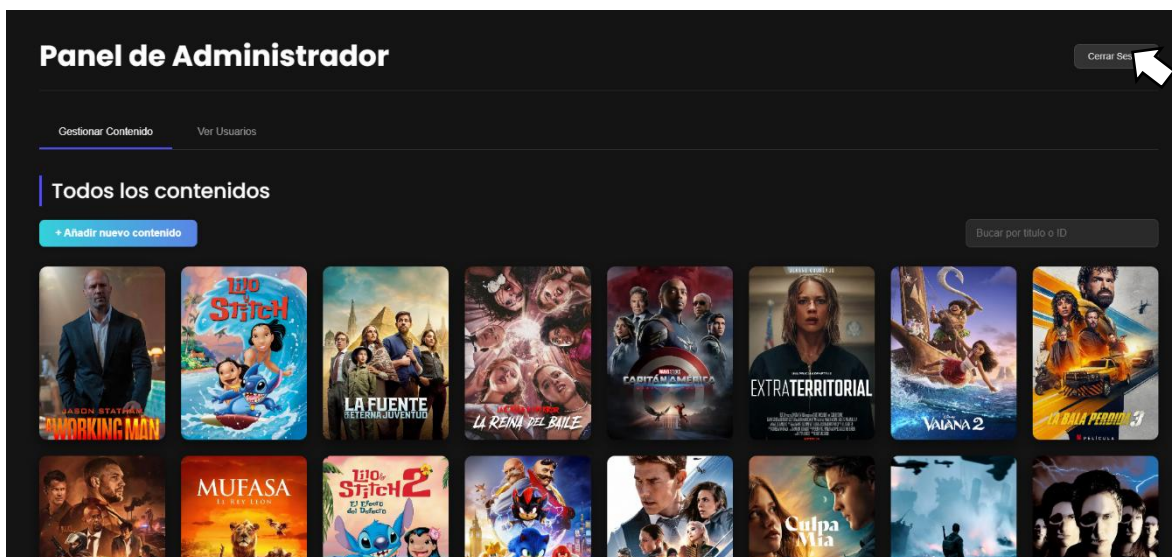 Panel de Administrador
Cerrar Ses
Gestionar Contenido
Ver Usuarios
Todos los contenidos
+ Añadir nuevo contenido
Bucar por título o ID
JASON STATHAM
A WORKING MAN
LILO
Y
STITCH
LA FUENTE
DE ETERNA JUVENTUD
LA REINA DEL BAILE
MARVEL STUDIOS
CAPITÁN AMÉRICA
EXTRATERRITORIAL
VAIANA 2
LA BALA PERDIDA 3
PELÍCULA
MUFASA
EL REY LEÓN
LILO &
STITCH 2
El Efecto
del Defecto
Culpa
Mía